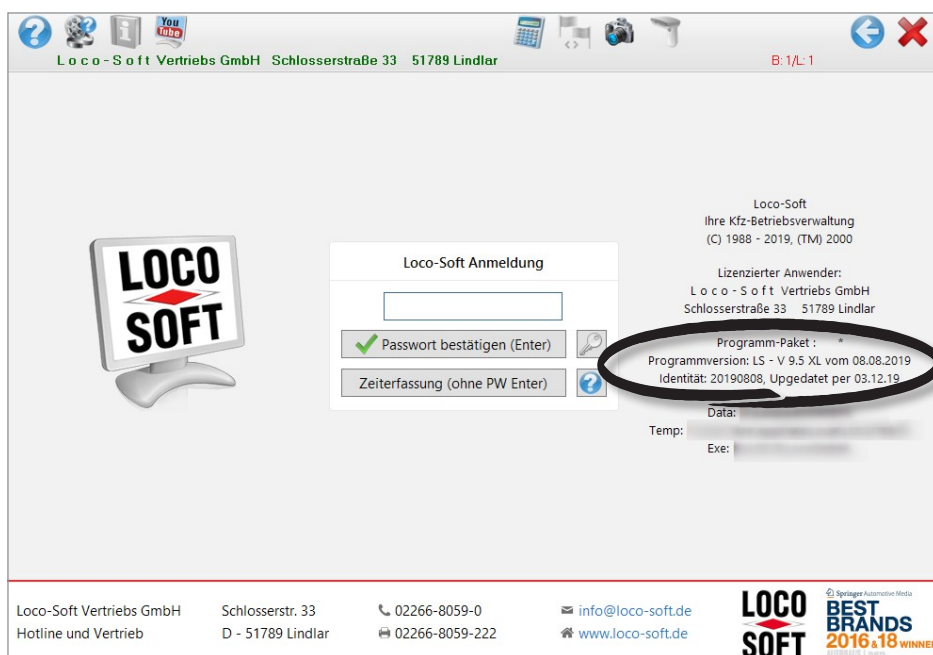 You
Tube
Loco-Soft Vertriebs GmbH Schlosserstraße 33 51789 Lindlar
B: 1/L: 1
LOCO
SOFT
Loco-Soft Anmeldung
Passwort bestätigen (Enter)
Zeiterfassung (ohne PW Enter)
Loco-Soft
Ihre Kfz-Betriebsverwaltung
(C) 1988 - 2019, (TM) 2000
Lizenzierter Anwender:
L o c o - S o f t Vertriebs GmbH
Schlosserstraße 33 51789 Lindlar
Programm-Paket : *
Programmversion: LS - V 9.5 XL vom 08.08.2019
Identität: 20190808, Upgedatet per 03.12.19
Data:
Temp:
Exe:
Loco-Soft Vertriebs GmbH Schlosserstr. 33 02266-8059-0 info@loco-soft.de
Hotline und Vertrieb D - 51789 Lindlar 02266-8059-222 www.loco-soft.de
LOCO
SOFT
Springer Automotive Media
BEST
BRANDS
2016 & 18 WINNER